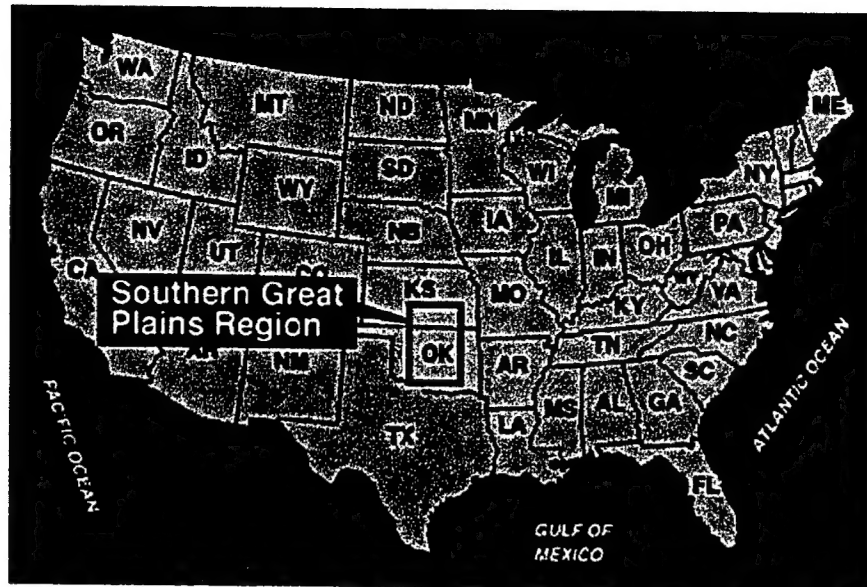 WA
MT
ND
MN
ME
OR
ID
SD
WI
NY
WY
MI
IA
PA
NV
NB
UT
IL
IN
OH
CA
KS
MO
WV
VA
KY
Southern Great
Plains Region
NC
TN
OK
AR
NM
SC
MS
AL
GA
LA
TX
FL
PACIFIC OCEAN
ATLANTIC OCEAN
GULF OF
MEXICO